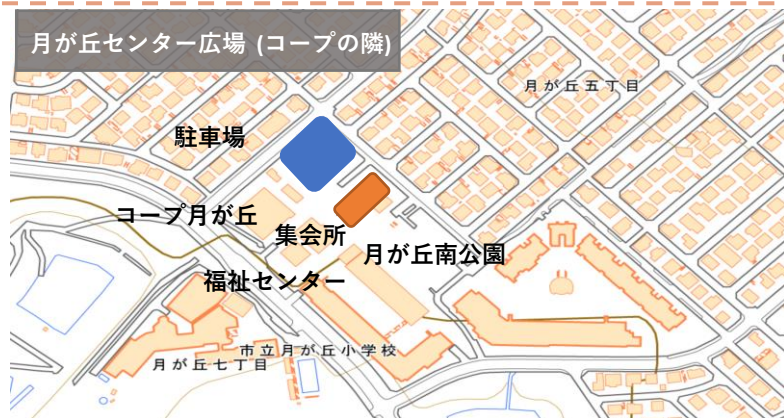 月が丘センター広場 (コープの隣)
月が丘五丁目
駐車場
コープ月が丘
集会所
月が丘南公園
福祉センター
市立月が丘小学校
月が丘七丁目